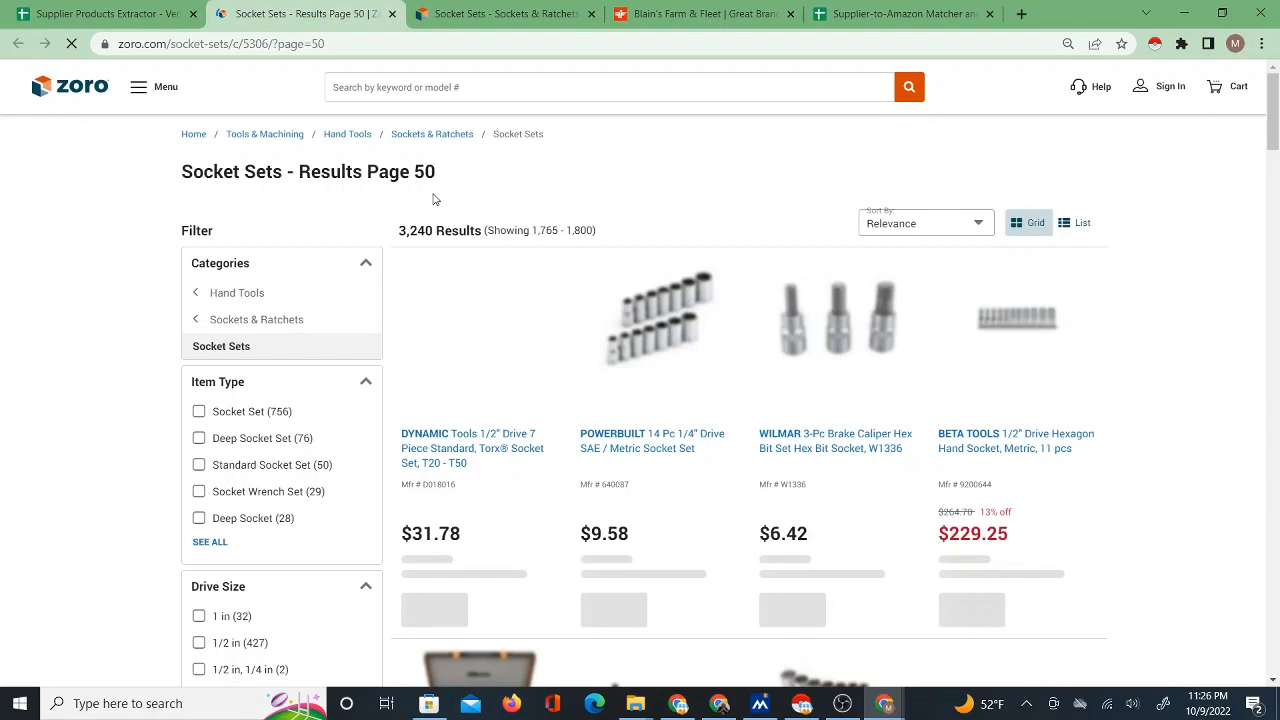 Supplier-Amazon Matcher and
Socket Sets - Results Page 50 | Zo
Socket Sets - Sockets & Ratchets
Blain's Farm & Fleet | Great Bran
Supplier-Amazon Matcher and
zoro.com/socket-sets/c/5306/?page=50
M
zoro
Menu
Search by keyword or model #
Help
Sign In
Cart
Home / Tools & Machining / Hand Tools / Sockets & Ratchets / Socket Sets
Socket Sets - Results Page 50
Filter
3,240 Results (Showing 1,765 - 1,800)
Sort By:
Relevance
Grid
List
Categories
Hand Tools
Sockets & Ratchets
Socket Sets
Item Type
Socket Set (756)
Deep Socket Set (76)
Standard Socket Set (50)
Socket Wrench Set (29)
Deep Socket (28)
SEE ALL
Drive Size
1 in (32)
1/2 in (427)
1/2 in, 1/4 in (2)
DYNAMIC Tools 1/2" Drive 7
Piece Standard, Torx® Socket
Set, T20 - T50
Mfr # D018016
$31.78
POWERBUILT 14 Pc 1/4" Drive
SAE / Metric Socket Set
Mfr # 640087
$9.58
WILMAR 3-Pc Brake Caliper Hex
Bit Set Hex Bit Socket, W1336
Mfr # W1336
$6.42
BETA TOOLS 1/2" Drive Hexagon
Hand Socket, Metric, 11 pcs
Mfr # 9200644
$264.70 13% off
$229.25
Type here to search
52°F
11:26 PM
10/9/2022
2